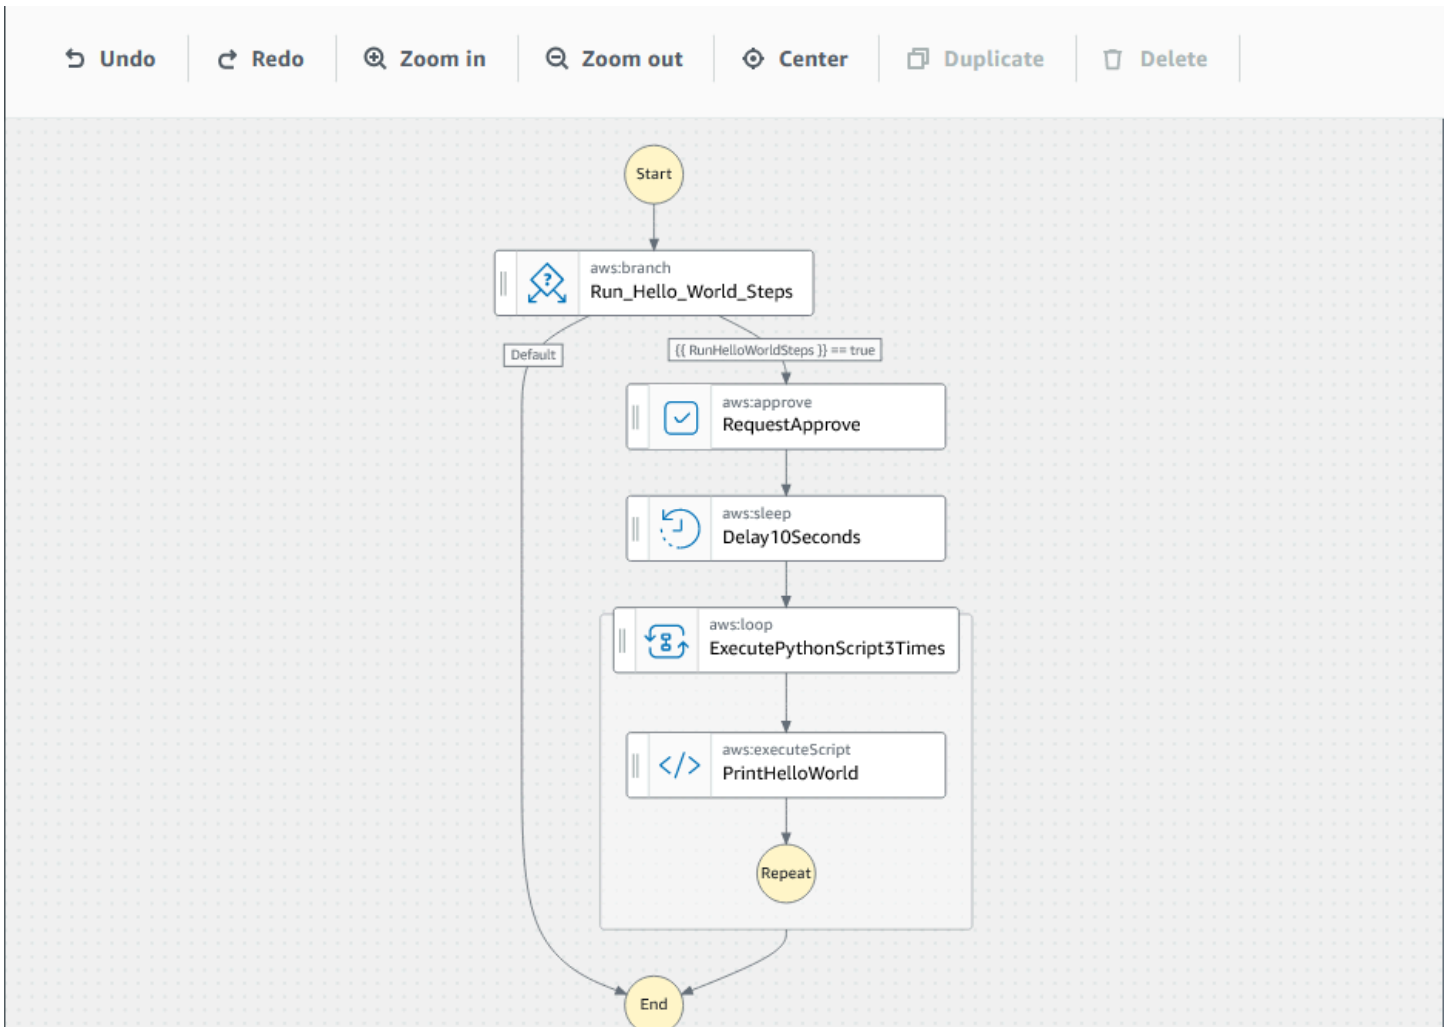 Undo
Redo
Zoom in
Zoom out
Center
Duplicate
Delete
Start
aws:branch
Run_Hello_World_Steps
Default
{{ RunHelloWorldSteps }} == true
aws:approve
RequestApprove
aws:sleep
Delay10Seconds
aws:loop
ExecutePythonScript3Times
aws:executeScript
PrintHelloWorld
Repeat
End